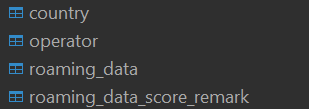 country
operator
roaming_data
roaming_data_score_remark